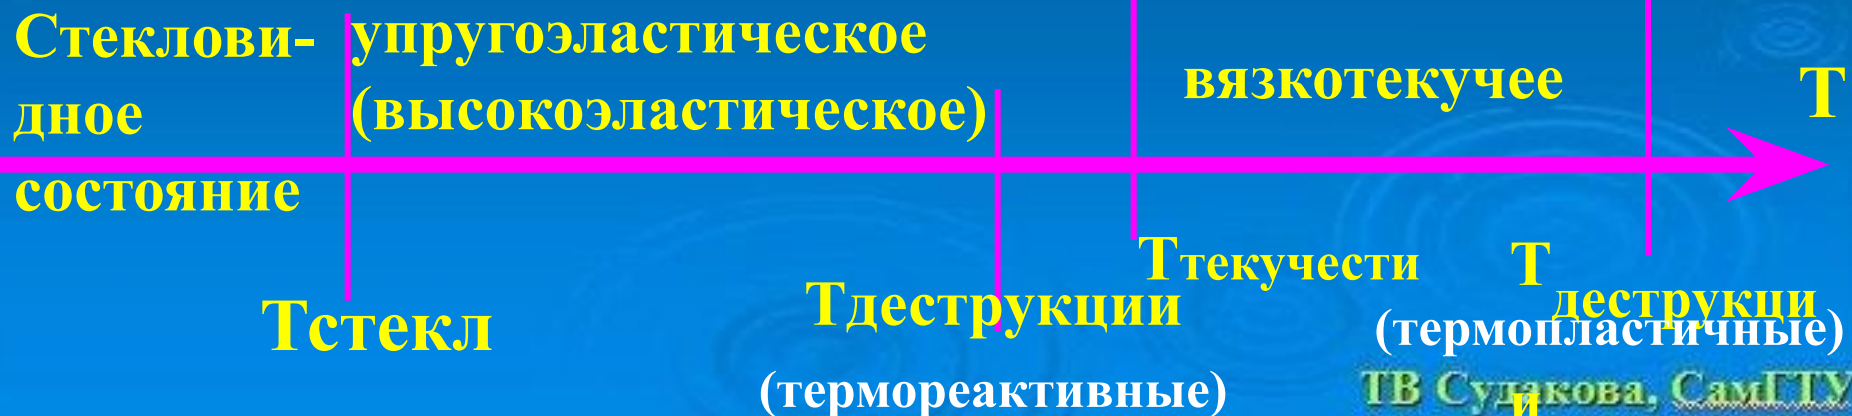 Стеклови-
дное
состояние
упругоэластическое
(высокоэластическое)
вязкотекучее
Т
Тстекл
Тдеструкции
(термореактивные)
Ттекучести
Т
деструкци
и
(термопластичные)
ТВ Судакова, СамГТУ